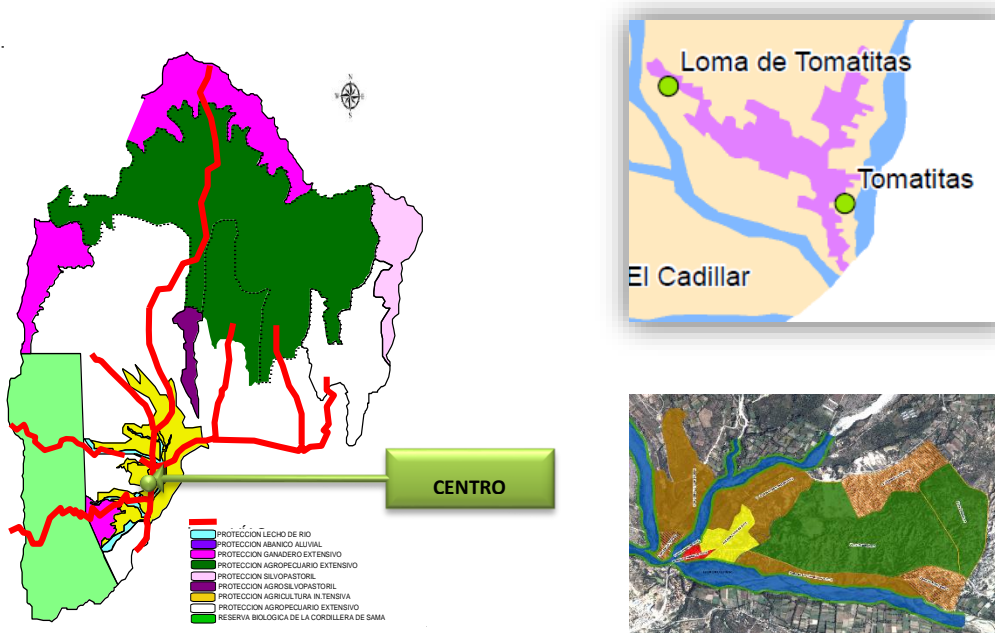 N
W
E
S
Loma de Tomatitas
Tomatitas
El Cadillar
CENTRO
PROTECCION LECHO DE RIO
PROTECCION ABANICO ALUVIAL
PROTECCION GANADERO EXTENSIVO
PROTECCION AGROPECUARIO EXTENSIVO
PROTECCION SILVOPASTORIL
PROTECCION AGROSILVOPASTORIL
PROTECCION AGRICULTURA IN.TENSIVA
PROTECCION AGROPECUARIO EXTENSIVO
RESERVA BIOLOGICA DE LA CORDILLERA DE SAMA